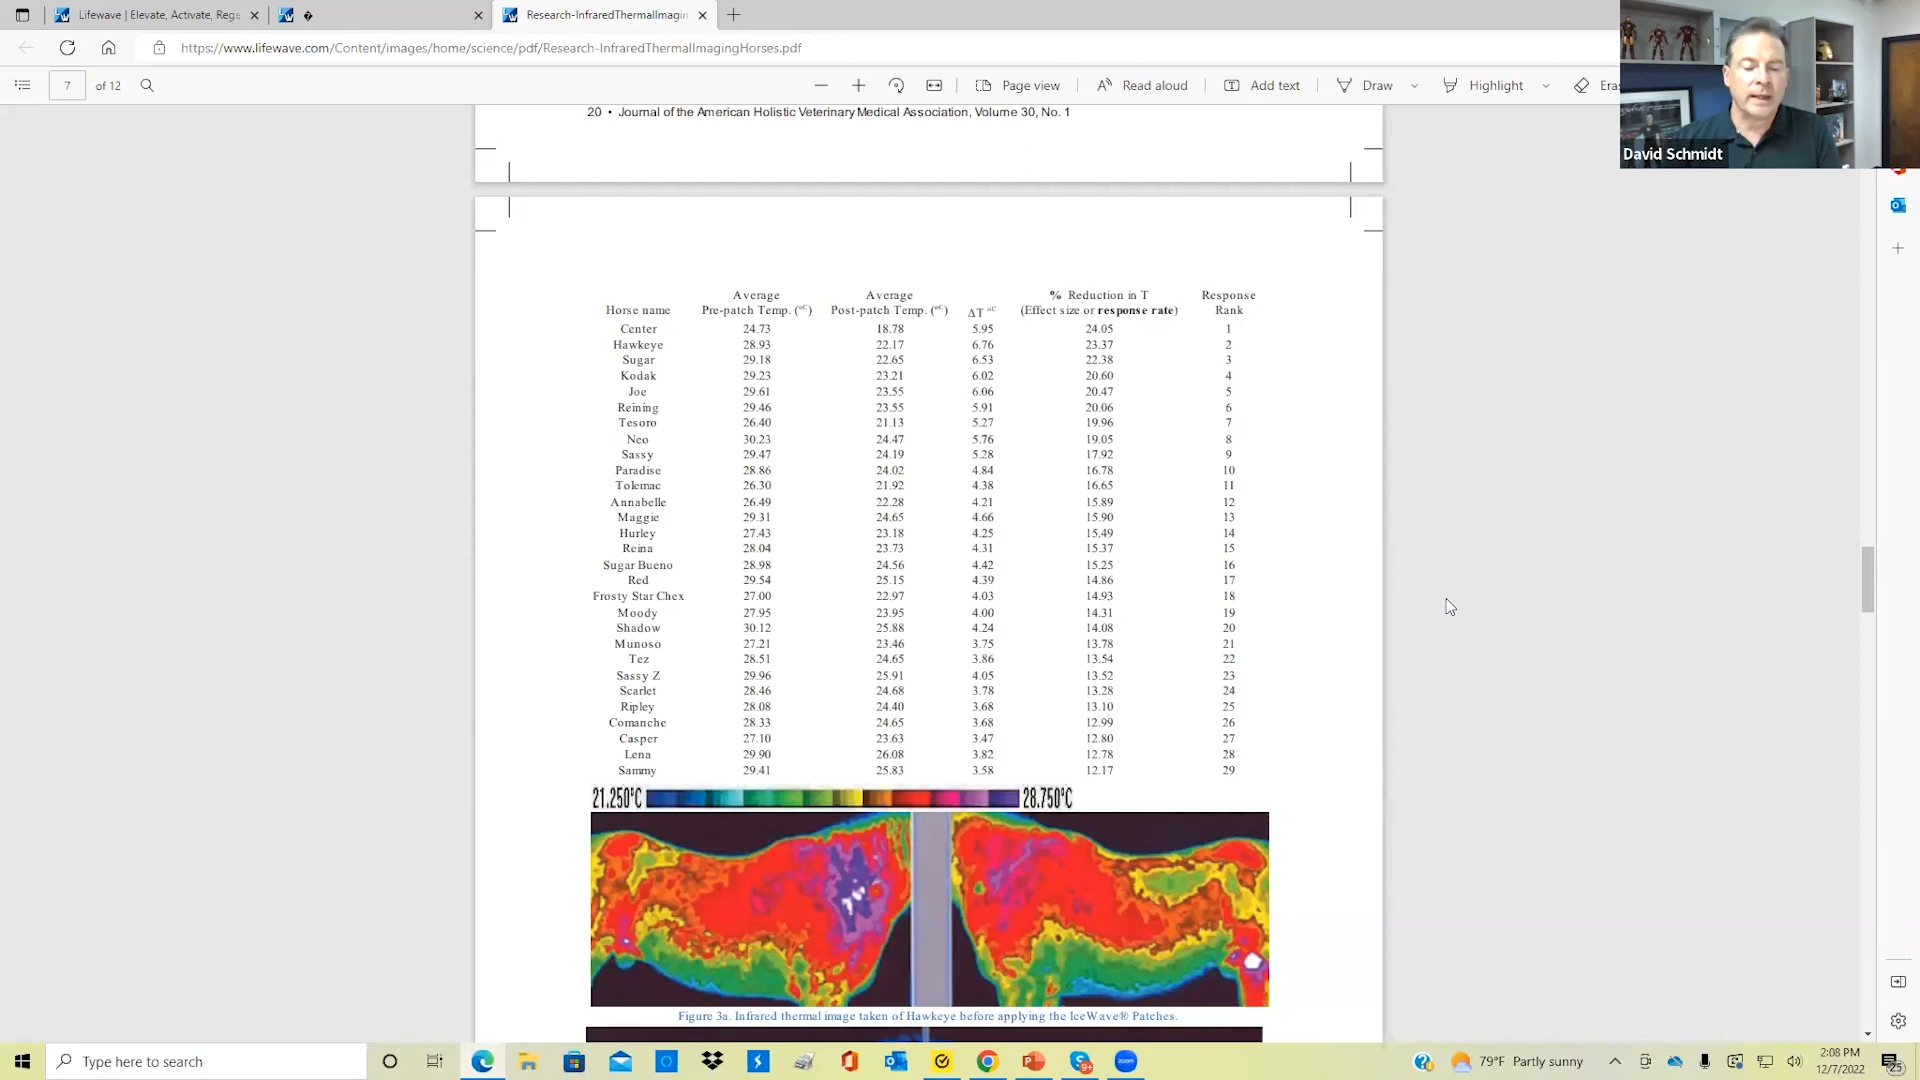 Lifewave | Elevate, Activate, Reg
Research-InfraredThermalImagin
https://www.lifewave.com/Content/images/home/science/pdf/Research-InfraredThermalImagingHorses.pdf
7 of 12 Page view Read aloud Add text Draw Highlight Era
David Schmidt
20 • Journal of the American Holistic Veterinary Medical Association, Volume 30, No. 1
Average Average % Reduction in T Response
Horse name Pre-patch Temp. (°C) Post-patch Temp. (°C) ΔT °C (Effect size or response rate) Rank
Center 24.73 18.78 5.95 24.05 1
Hawkeye 28.93 22.17 6.76 23.37 2
Sugar 29.18 22.65 6.53 22.38 3
Kodak 29.23 23.21 6.02 20.60 4
Joe 29.61 23.55 6.06 20.47 5
Reining 29.46 23.55 5.91 20.06 6
Tesoro 26.40 21.13 5.27 19.96 7
Neo 30.23 24.47 5.76 19.05 8
Sassy 29.47 24.19 5.28 17.92 9
Paradise 28.86 24.02 4.84 16.78 10
Tolemac 26.30 21.92 4.38 16.65 11
Annabelle 26.49 22.28 4.21 15.89 12
Maggie 29.31 24.65 4.66 15.90 13
Hurley 27.43 23.18 4.25 15.49 14
Reina 28.04 23.73 4.31 15.37 15
Sugar Bueno 28.98 24.56 4.42 15.25 16
Red 29.54 25.15 4.39 14.86 17
Frosty Star Chex 27.00 22.97 4.03 14.93 18
Moody 27.95 23.95 4.00 14.31 19
Shadow 30.12 25.88 4.24 14.08 20
Munoso 27.21 23.46 3.75 13.78 21
Tez 28.51 24.65 3.86 13.54 22
Sassy Z 29.96 25.91 4.05 13.52 23
Scarlet 28.46 24.68 3.78 13.28 24
Ripley 28.08 24.40 3.68 13.10 25
Comanche 28.33 24.65 3.68 12.99 26
Casper 27.10 23.63 3.47 12.80 27
Lena 29.90 26.08 3.82 12.78 28
Sammy 29.41 25.83 3.58 12.17 29
21.250°C 28.750°C
Figure 3a. Infrared thermal image taken of Hawkeye before applying the IceWave® Patches.
Type here to search
79°F Partly sunny
2:08 PM
12/7/2022